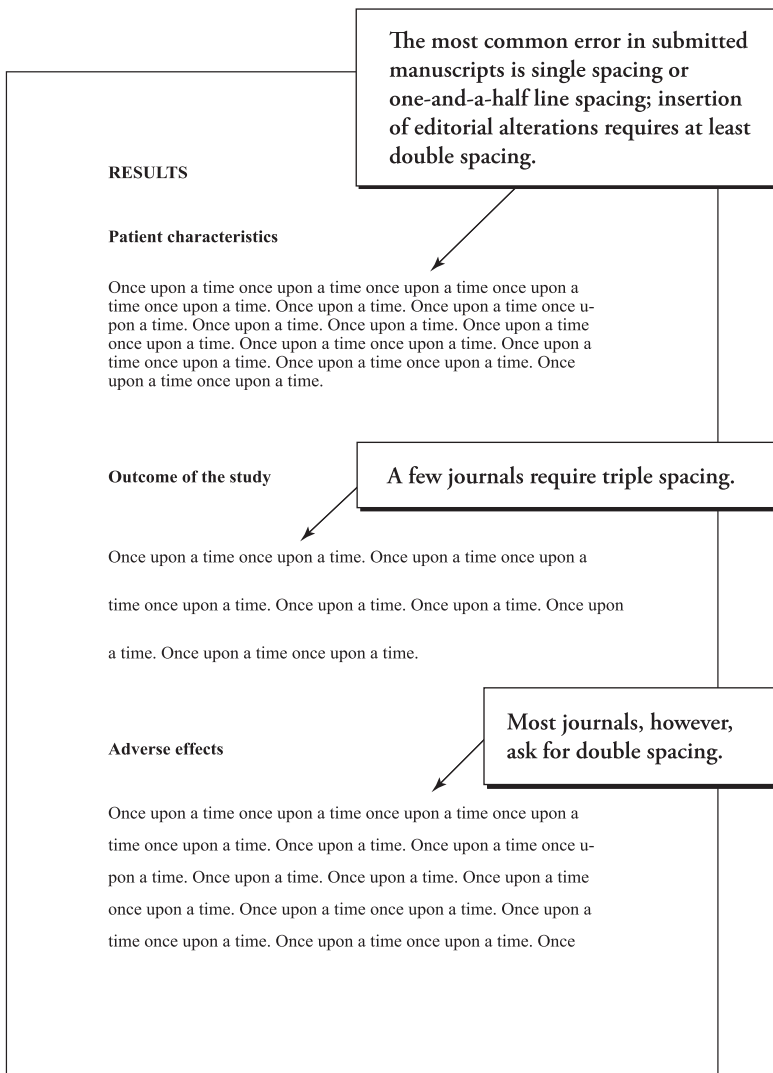 The most common error in submitted
manuscripts is single spacing or
one-and-a-half line spacing; insertion
of editorial alterations requires at least
double spacing.
RESULTS
Patient characteristics
Once upon a time once upon a time once upon a time once upon a
time once upon a time. Once upon a time. Once upon a time once u-
pon a time. Once upon a time. Once upon a time. Once upon a time
once upon a time. Once upon a time once upon a time. Once upon a
time once upon a time. Once upon a time once upon a time. Once
upon a time once upon a time.
Outcome of the study
A few journals require triple spacing.
Once upon a time once upon a time. Once upon a time once upon a
time once upon a time. Once upon a time. Once upon a time. Once upon
a time. Once upon a time once upon a time.
Most journals, however,
ask for double spacing.
Adverse effects
Once upon a time once upon a time once upon a time once upon a
time once upon a time. Once upon a time. Once upon a time once u-
pon a time. Once upon a time. Once upon a time. Once upon a time
once upon a time. Once upon a time once upon a time. Once upon a
time once upon a time. Once upon a time once upon a time. Once